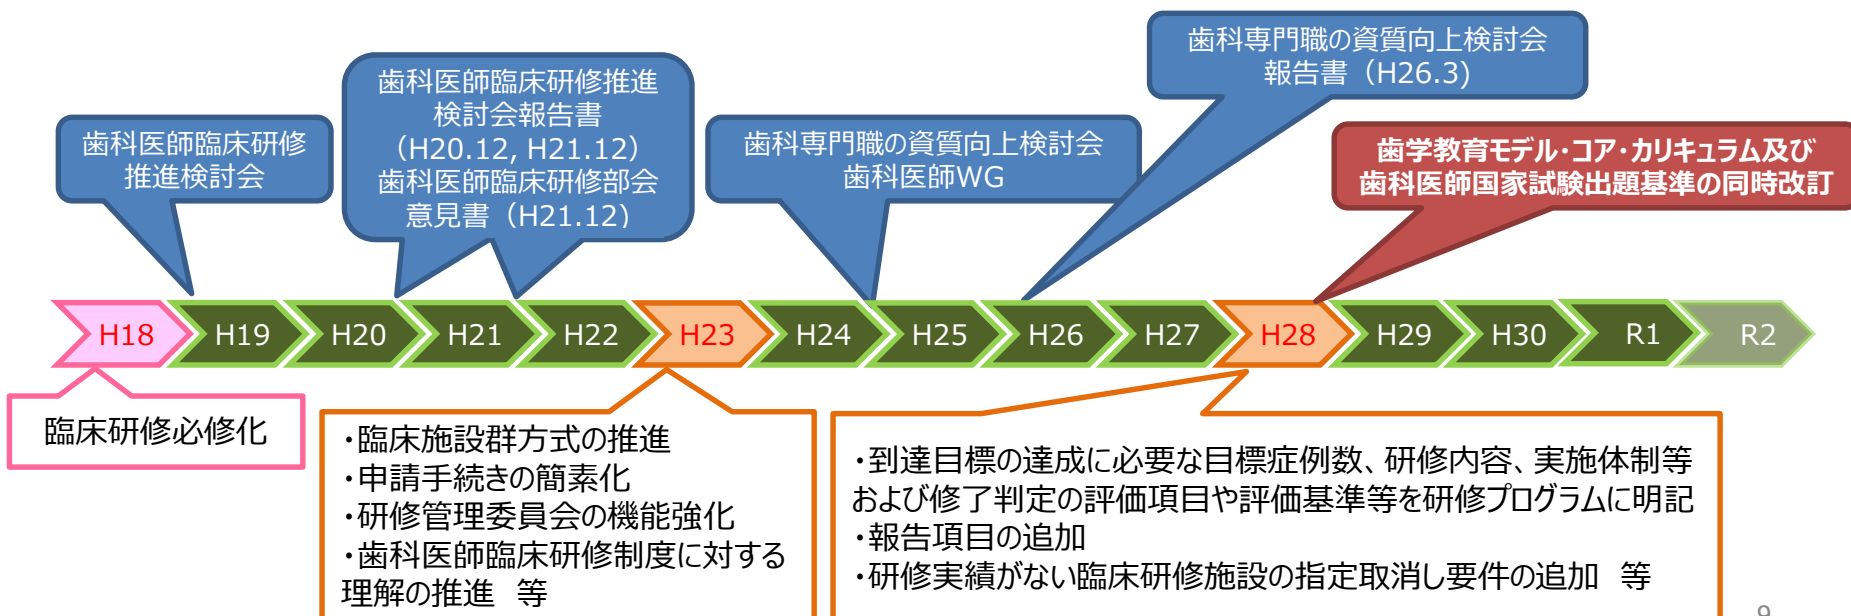 歯科医師臨床研修
推進検討会
歯科医師臨床研修推進
検討会報告書
（H20.12, H21.12）
歯科医師臨床研修部会
意見書（H21.12）
歯科専門職の資質向上検討会
歯科医師WG
歯科専門職の資質向上検討会
報告書（H26.3)
歯学教育モデル・コア・カリキュラム及び
歯科医師国家試験出題基準の同時改訂
H18 H19 H20 H21 H22 H23 H24 H25 H26 H27 H28 H29 H30 R1 R2
臨床研修必修化
・臨床施設群方式の推進
・申請手続きの簡素化
・研修管理委員会の機能強化
・歯科医師臨床研修制度に対する
理解の推進　等
・到達目標の達成に必要な目標症例数、研修内容、実施体制等
および修了判定の評価項目や評価基準等を研修プログラムに明記
・報告項目の追加
・研修実績がない臨床研修施設の指定取消し要件の追加　等
9